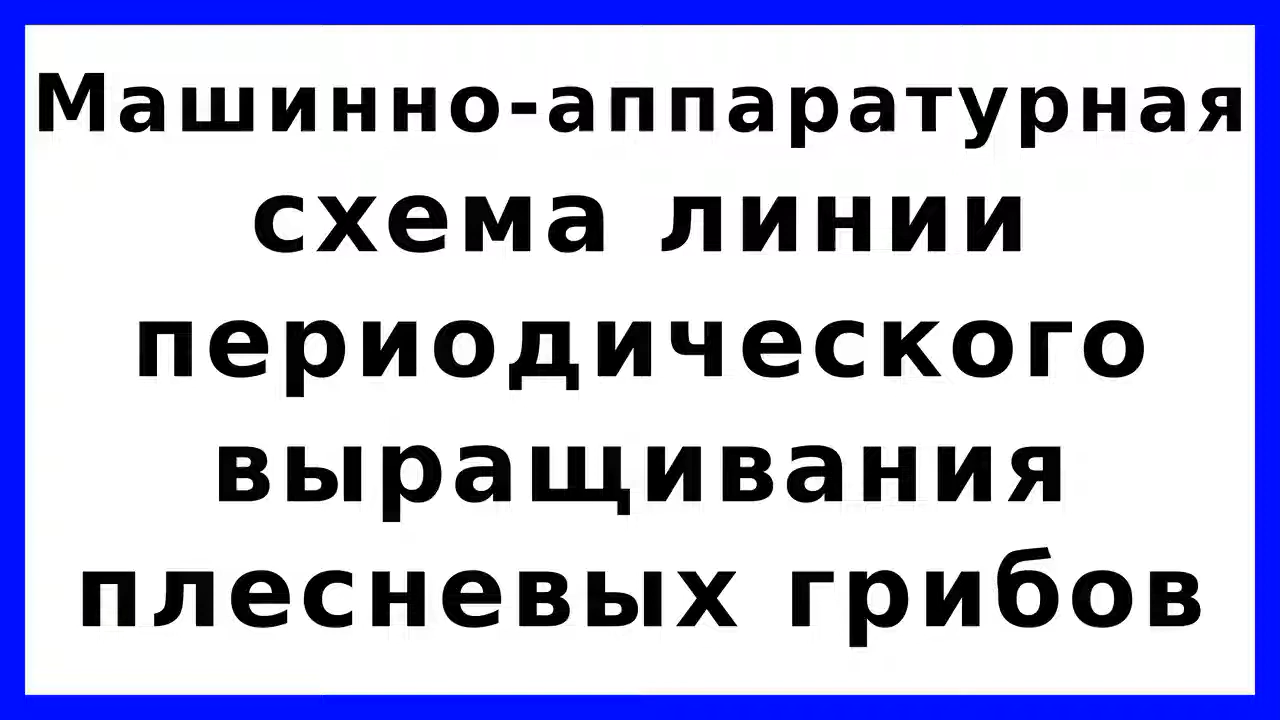 Машинно-аппаратурная
схема линии
периодического
выращивания
плесневых грибов